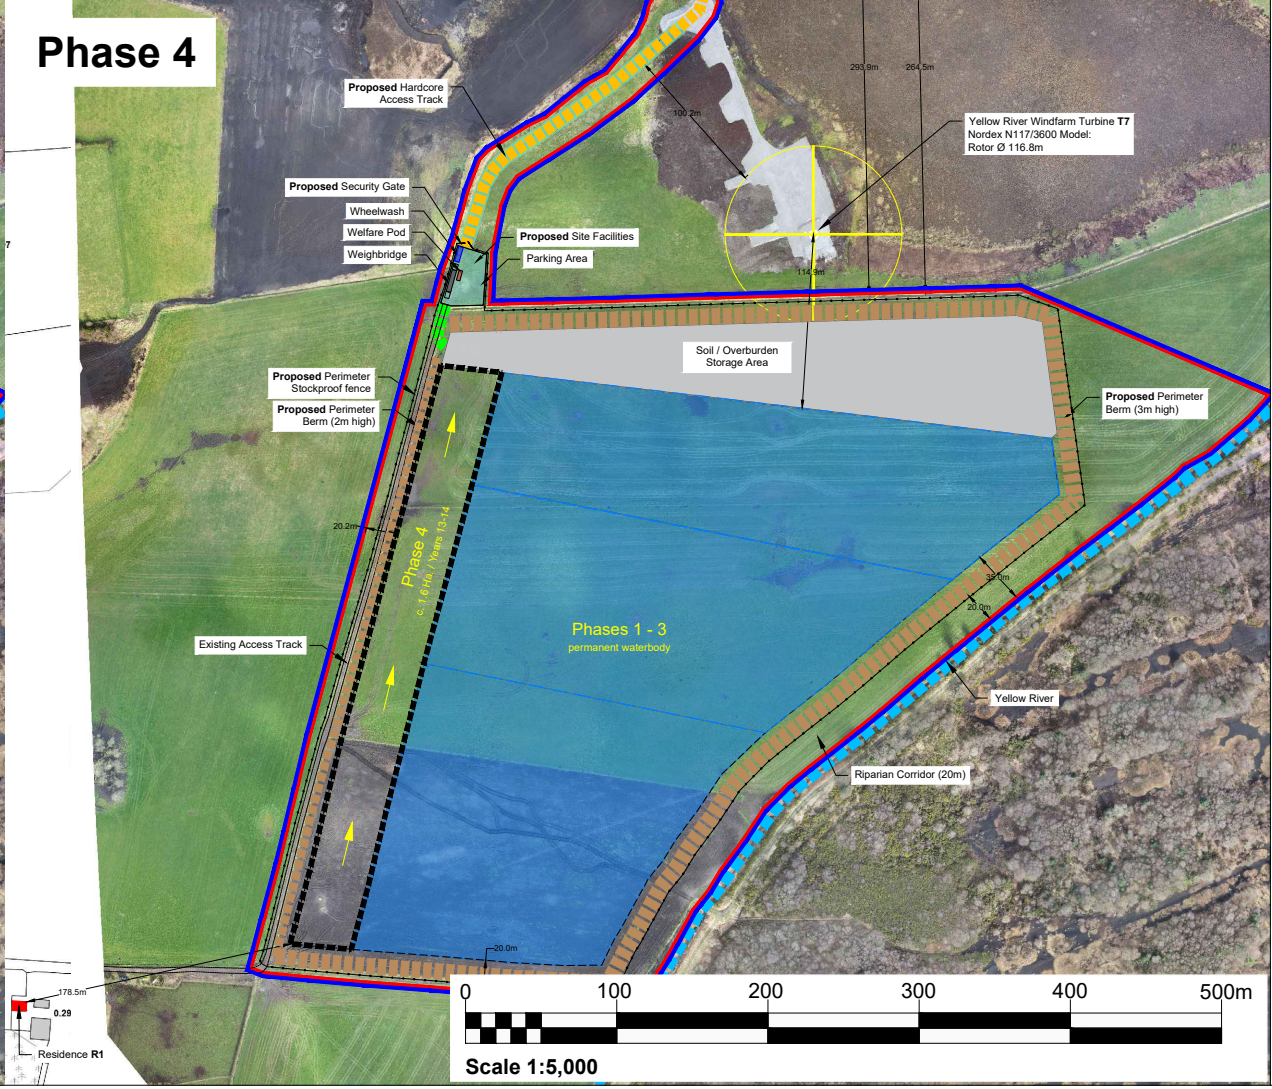 Phase 4
293.9m
264.5m
Proposed Hardcore
Access Track
100.2m
Yellow River Windfarm Turbine T7
Nordex N117/3600 Model:
Rotor Ø 116.8m
Proposed Security Gate
Wheelwash
Welfare Pod
Weighbridge
Proposed Site Facilities
Parking Area
7
114.9m
Soil / Overburden
Storage Area
Proposed Perimeter
Stockproof fence
Proposed Perimeter
Berm (2m high)
Proposed Perimeter
Berm (3m high)
20.2m
Phase 4
c. 1.6 Ha. / Years 13-14
35.0m
20.0m
Phases 1 - 3
permanent waterbody
Existing Access Track
Yellow River
Riparian Corridor (20m)
20.0m
178.5m
0.29
Residence R1
0 100 200 300 400 500m
Scale 1:5,000